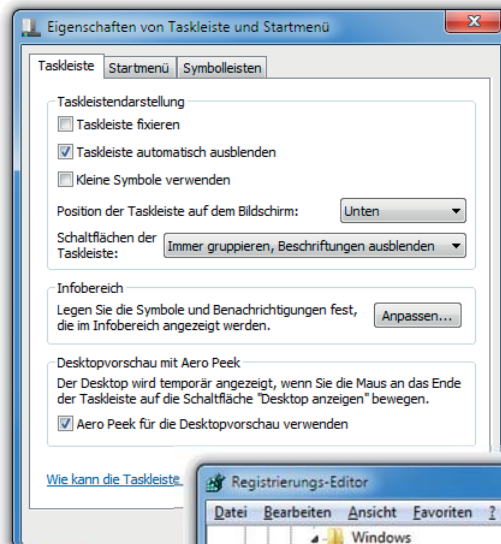 Eigenschaften von Taskleiste und Startmenü
Taskleiste Startmenü Symbolleisten
Taskleistendarstellung
Taskleiste fixieren
Taskleiste automatisch ausblenden
Kleine Symbole verwenden
Position der Taskleiste auf dem Bildschirm: Unten
Schaltflächen der
Taskleiste: Immer gruppieren, Beschriftungen ausblenden
Infobereich
Legen Sie die Symbole und Benachrichtigungen fest,
die im Infobereich angezeigt werden. Anpassen...
Desktopvorschau mit Aero Peek
Der Desktop wird temporär angezeigt, wenn Sie die Maus an das Ende
der Taskleiste auf die Schaltfläche "Desktop anzeigen" bewegen.
Aero Peek für die Desktopvorschau verwenden
Wie kann die Taskleiste
Registrierungs-Editor
Datei Bearbeiten Ansicht Favoriten ?
Windows